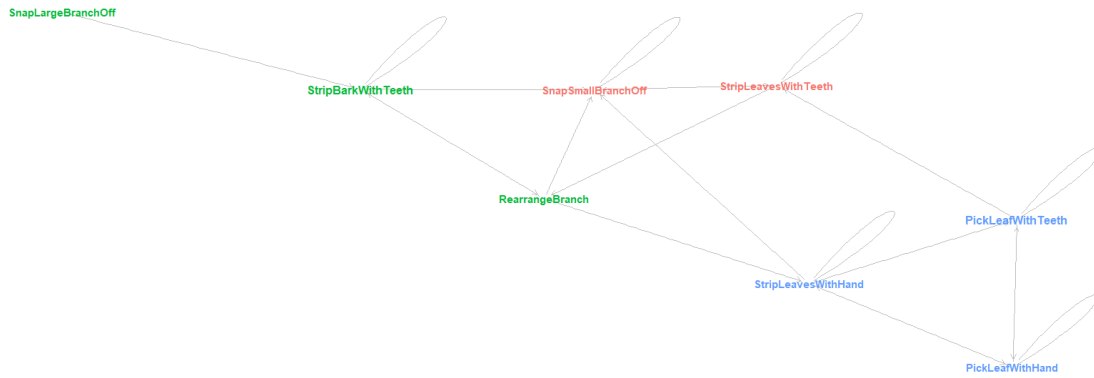 SnapLargeBranchOff
StripBarkWithTeeth
SnapSmallBranchOff
StripLeavesWithTeeth
RearrangeBranch
PickLeafWithTeeth
StripLeavesWithHand
PickLeafWithHand